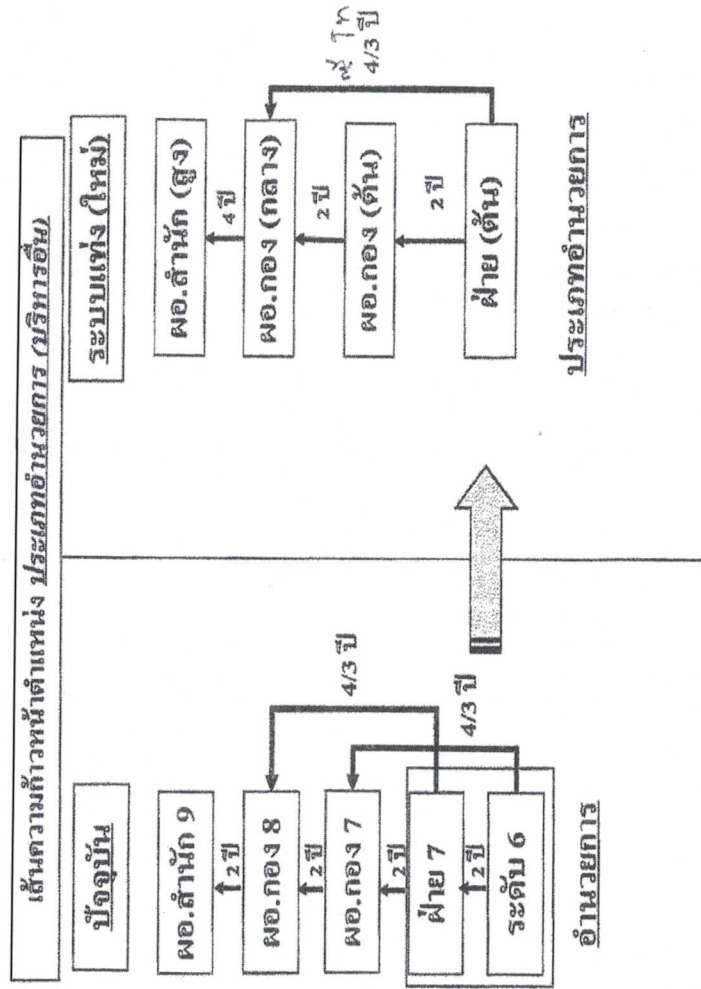 เส้นความก้าวหน้าตำแหน่ง ประเภทอำนวยการ (บริหารอื่น)
ปัจจุบัน
ผอ.สำนัก 9
2 ปี
ผอ.กอง 8
2 ปี
ผอ.กอง 7
2 ปี
ฝ่าย 7
2 ปี
ระดับ 6
4/3 ปี
4/3 ปี
อำนวยการ
ระบบแท่ง (ใหม่)
ผอ.สำนัก (สูง)
4 ปี
ผอ.กอง (กลาง)
2 ปี
ผอ.กอง (ต้น)
2 ปี
ฝ่าย (ต้น)
โท
4/3 ปี
ประเภทอำนวยการ